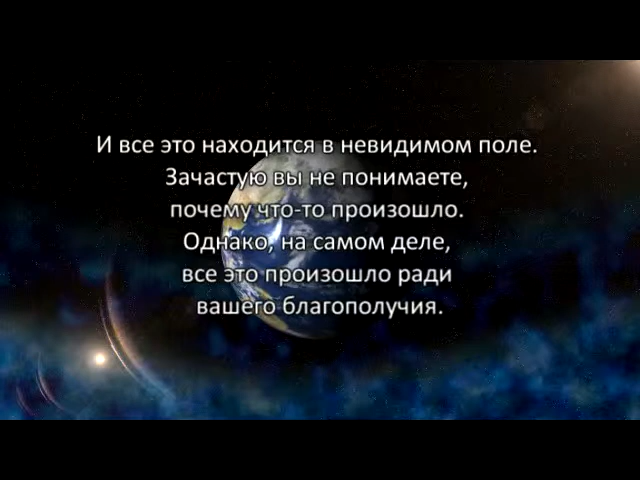 И все это находится в невидимом поле.
Зачастую вы не понимаете,
почему что-то произошло.
Однако, на самом деле,
все это произошло ради
вашего благополучия.